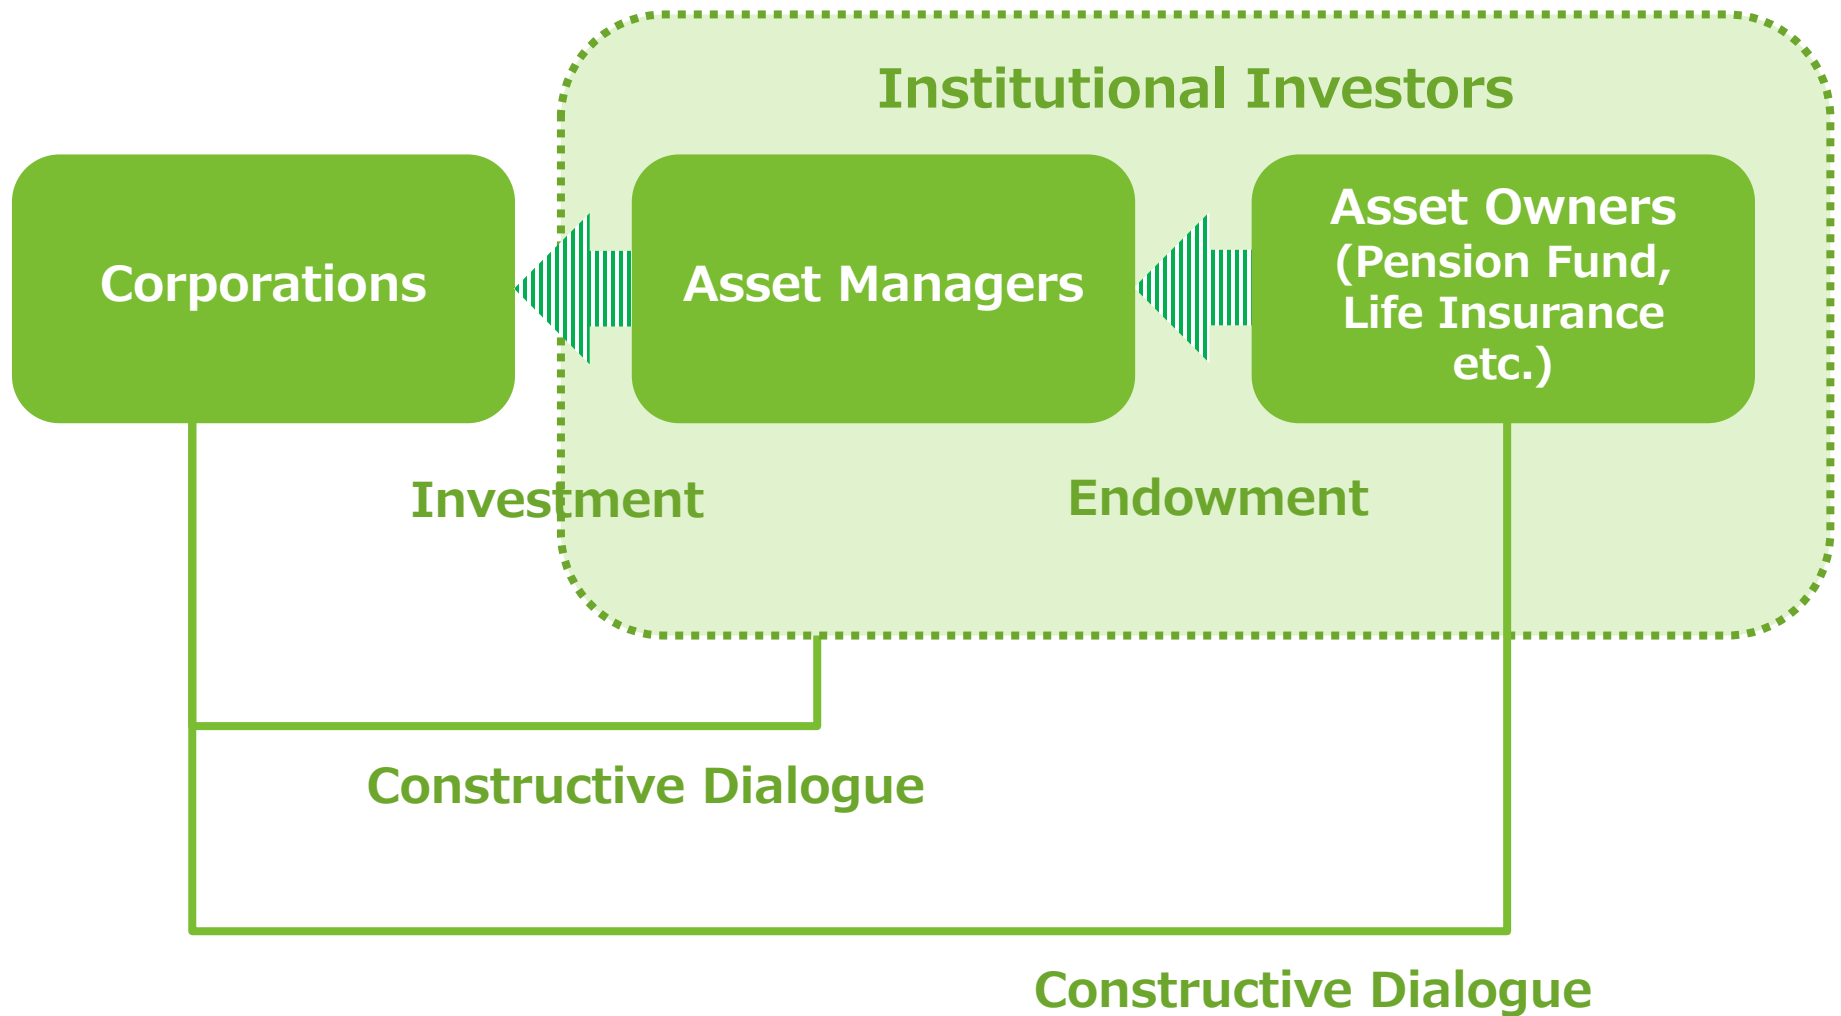 Institutional Investors
Corporations
Asset Managers
Asset Owners
(Pension Fund,
Life Insurance
etc.)
Investment
Endowment
Constructive Dialogue
Constructive Dialogue